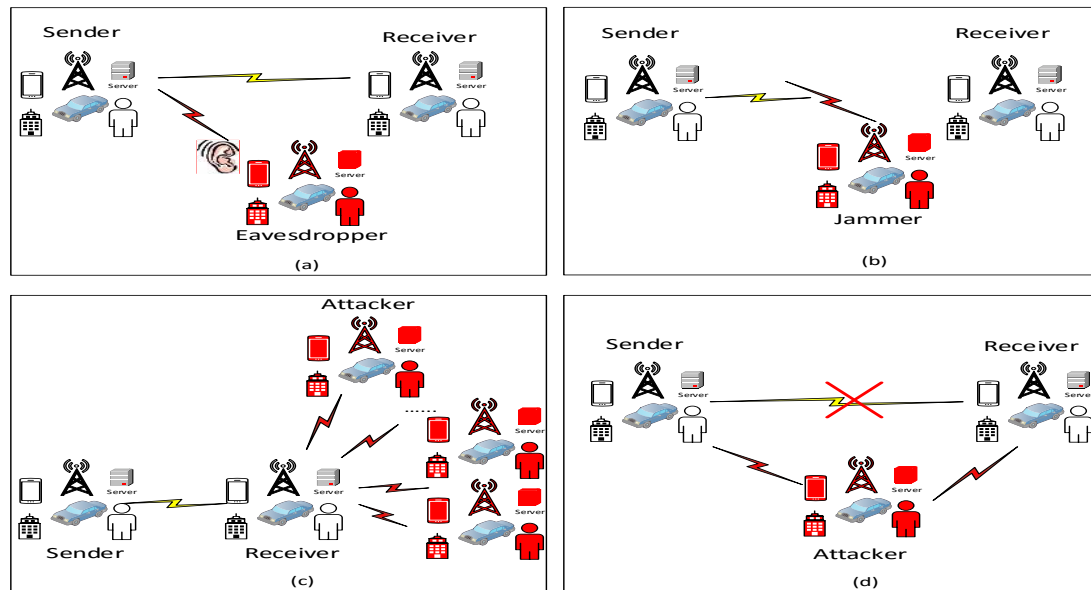 Sender
Receiver
Server
Server
Server
Eavesdropper
(a)
Sender
Receiver
Server
Server
Server
Jammer
(b)
Attacker
Server
......
Server
Server
Server
Server
Sender
Receiver
(c)
Sender
Receiver
Server
Server
Server
Attacker
(d)